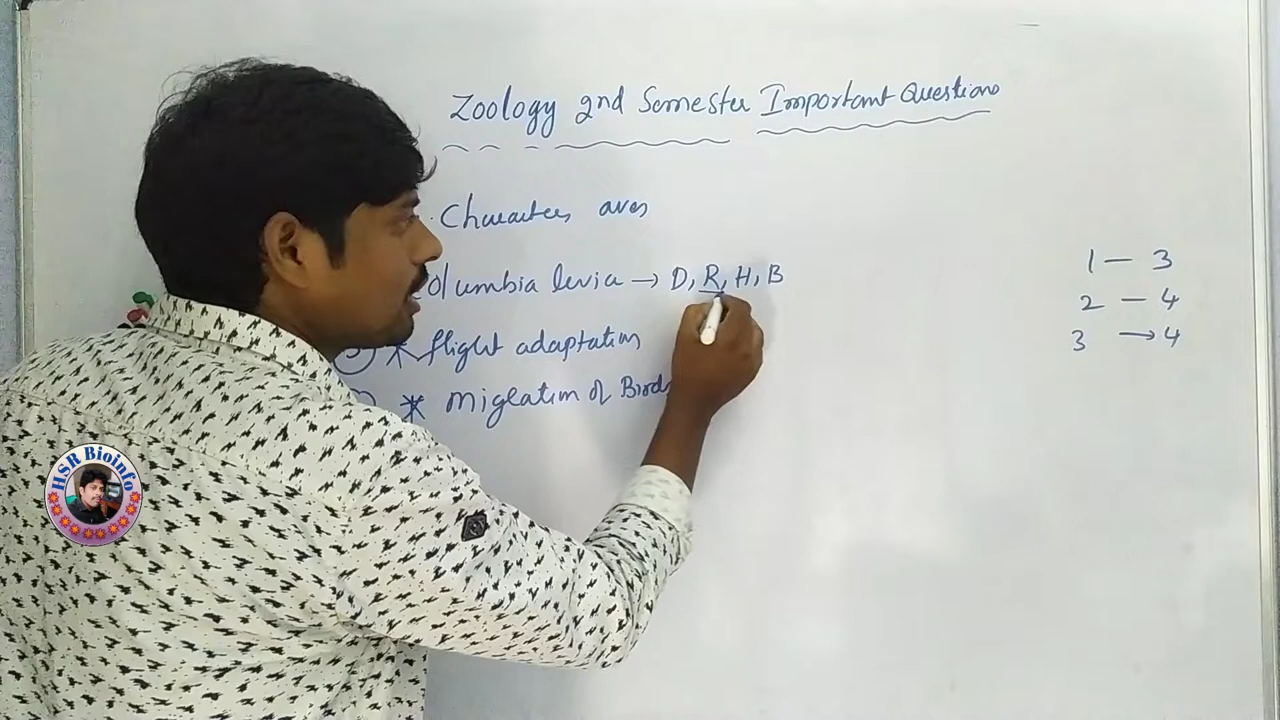 Zoology 2nd Semester Important Questions
Characters aves
olumbia levia → D, R, H, B
3 * flight adaptation
* Migration of Birds
1 — 3
2 — 4
3 → 4
HSR Bioinfo